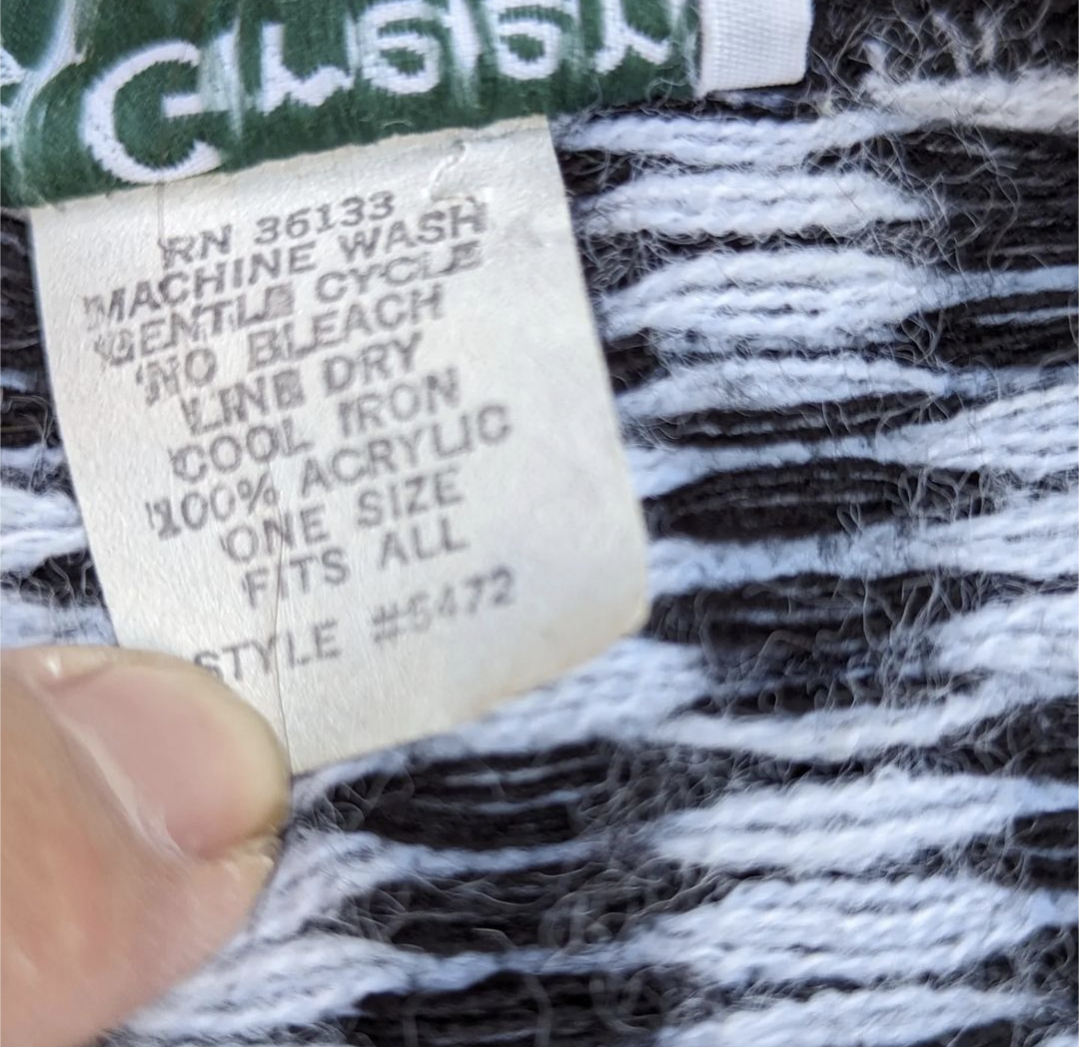 RN 36133
MACHINE WASH
GENTLE CYCLE
NO BLEACH
LINE DRY
COOL IRON
100% ACRYLIC
ONE SIZE
FITS ALL
STYLE #5472